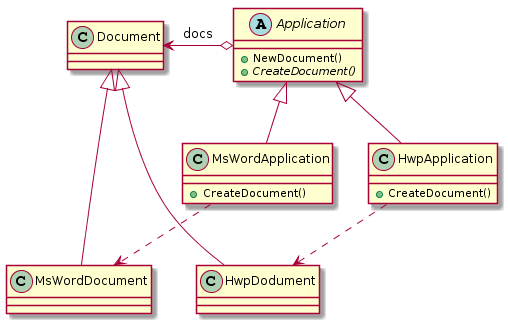 C Document
docs
A Application
NewDocument()
CreateDocument()
C MsWordApplication
CreateDocument()
C HwpApplication
CreateDocument()
C MsWordDocument
C HwpDodument